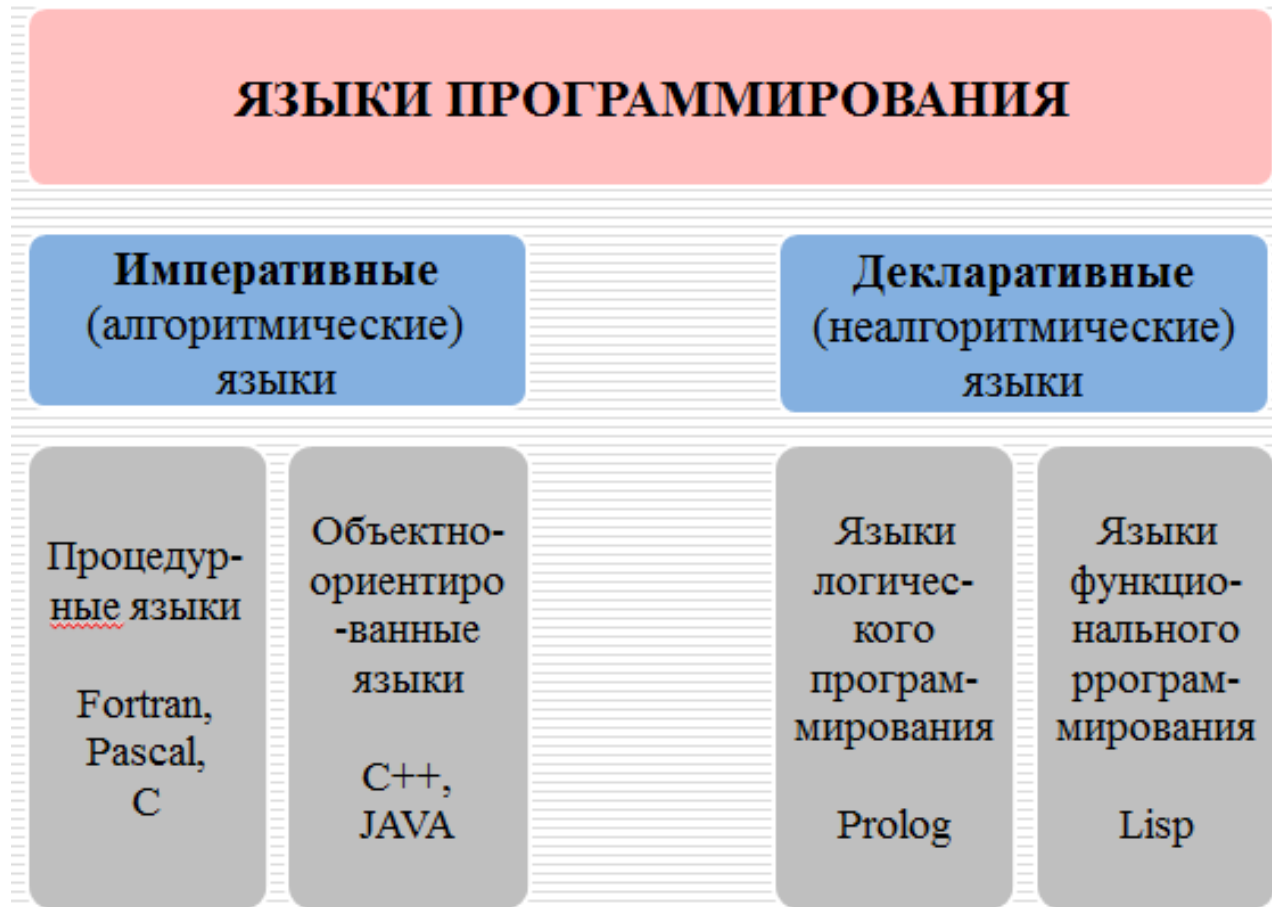 ЯЗЫКИ ПРОГРАММИРОВАНИЯ
Императивные
(алгоритмические)
языки
Декларативные
(неалгоритмические)
языки
Процедур-
ные языки
Fortran,
Pascal,
C
Объектно-
ориентиро
-ванные
языки
C++,
JAVA
Языки
логичес-
кого
програм-
мирования
Prolog
Языки
функцио-
нального
ррограм-
мирования
Lisp